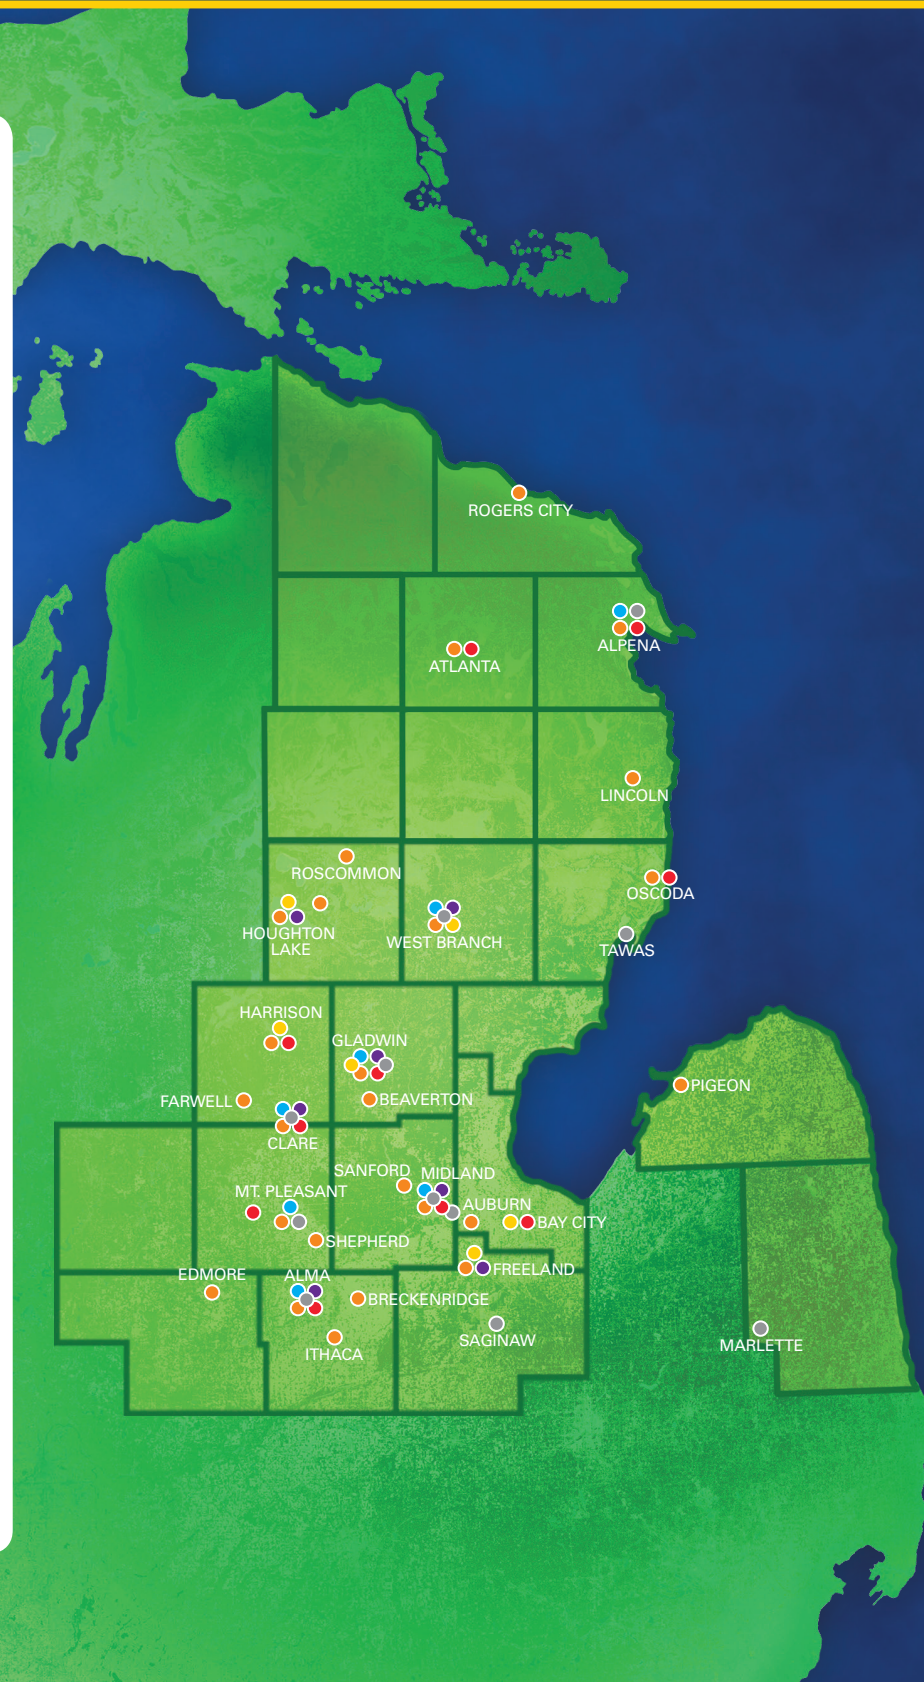 ROGERS CITY
ALPENA
ATLANTA
LINCOLN
ROSCOMMON
OSCODA
HOUGHTON
LAKE
WEST BRANCH
TAWAS
HARRISON
GLADWIN
PIGEON
FARWELL
BEAVERTON
CLARE
SANFORD
MIDLAND
MT. PLEASANT
AUBURN
BAY CITY
SHEPHERD
FREELAND
EDMORE
ALMA
BRECKENRIDGE
SAGINAW
MARLETTE
ITHACA